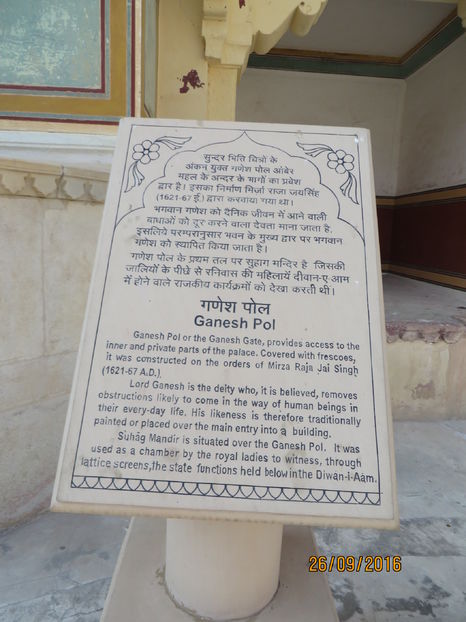 सुन्दर भित्ति चित्रों के
अंकन युक्त गणेश पोल आंबेर
महल के अन्दर के भागों का प्रवेश
द्वार है। इसका निर्माण मिर्जा राजा जयसिंह
(1621-67 ई.) द्वारा करवाया गया था।
भगवान गणेश को दैनिक जीवन में आने वाली
बाधाओं को दूर करने वाला देवता माना जाता है,
इसलिये परम्परानुसार भवन के मुख्य द्वार पर भगवान
गणेश को स्थापित किया जाता है।
गणेश पोल के प्रथम तल पर सुहाग मन्दिर है जिसकी
जालियों के पीछे से रनिवास की महिलायें दीवान-ए-आम
में होने वाले राजकीय कार्यक्रमों को देखा करती थी।
गणेश पोल
Ganesh Pol
Ganesh Pol or the Ganesh Gate, provides access to the
inner and private parts of the palace. Covered with frescoes,
it was constructed on the orders of Mirza Raja Jai Singh
(1621-67 A.D.).
Lord Ganesh is the deity who, it is believed, removes
obstructions likely to come in the way of human beings in
their every-day life. His likeness is therefore traditionally
painted or placed over the main entry into a building.
Suhāg Mandir is situated over the Ganesh Pol. It was
used as a chamber by the royal ladies to witness, through
lattice screens,the state functions held below in the Diwan-i-Aam.
26/09/2016